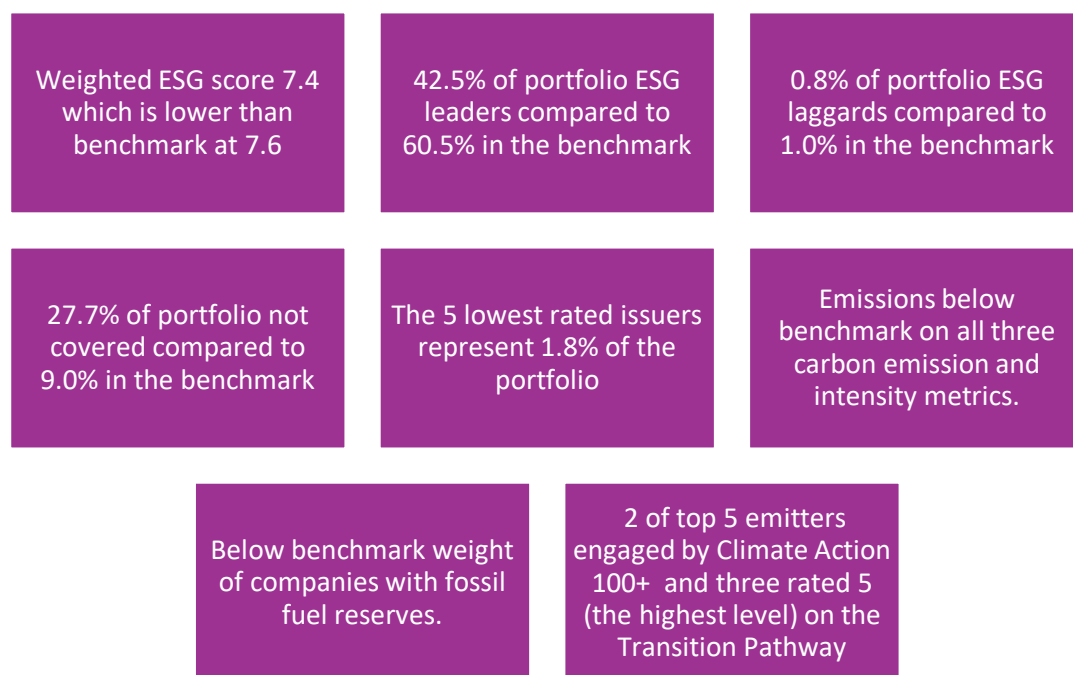 Weighted ESG score 7.4
which is lower than
benchmark at 7.6
42.5% of portfolio ESG
leaders compared to
60.5% in the benchmark
0.8% of portfolio ESG
laggards compared to
1.0% in the benchmark
27.7% of portfolio not
covered compared to
9.0% in the benchmark
The 5 lowest rated issuers
represent 1.8% of the
portfolio
Emissions below
benchmark on all three
carbon emission and
intensity metrics.
Below benchmark weight
of companies with fossil
fuel reserves.
2 of top 5 emitters
engaged by Climate Action
100+ and three rated 5
(the highest level) on the
Transition Pathway